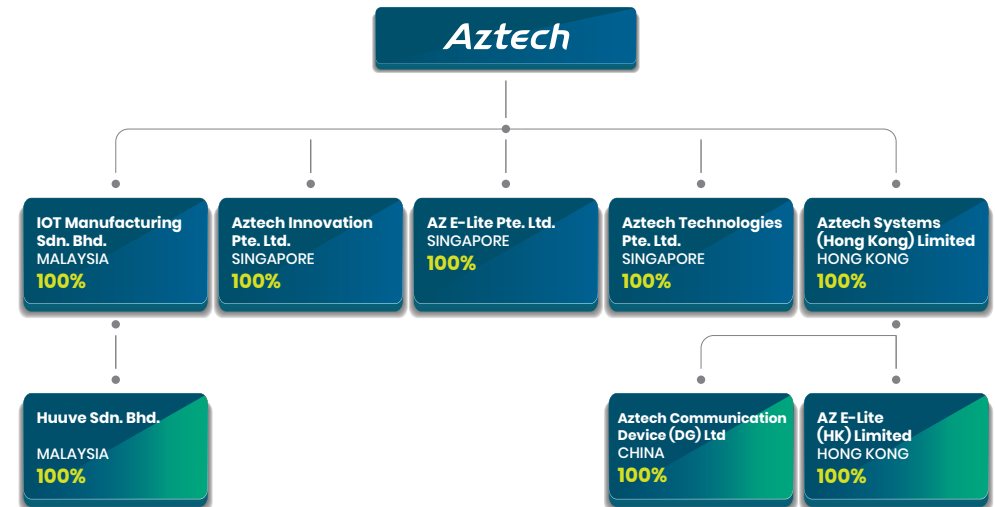 Aztech
IOT Manufacturing
Sdn. Bhd.
MALAYSIA
100%
Aztech Innovation
Pte. Ltd.
SINGAPORE
100%
AZ E-Lite Pte. Ltd.
SINGAPORE
100%
Aztech Technologies
Pte. Ltd.
SINGAPORE
100%
Aztech Systems
(Hong Kong) Limited
HONG KONG
100%
Huuve Sdn. Bhd.
MALAYSIA
100%
Aztech Communication
Device (DG) Ltd
CHINA
100%
AZ E-Lite
(HK) Limited
HONG KONG
100%